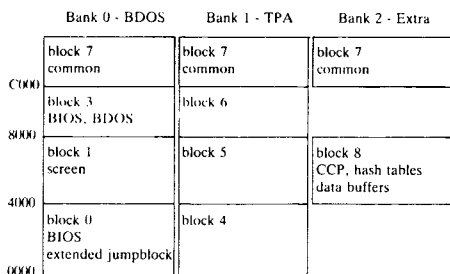 Bank 0 - BDOS Bank 1 - TPA Bank 2 - Extra
block 7 block 7 block 7
common common common
C000
block 3 block 6
BIOS, BDOS
8000
block 1 block 5 block 8
screen CCP, hash tables
data buffers
4000
block 0 block 4
BIOS
extended jumpblock
0000